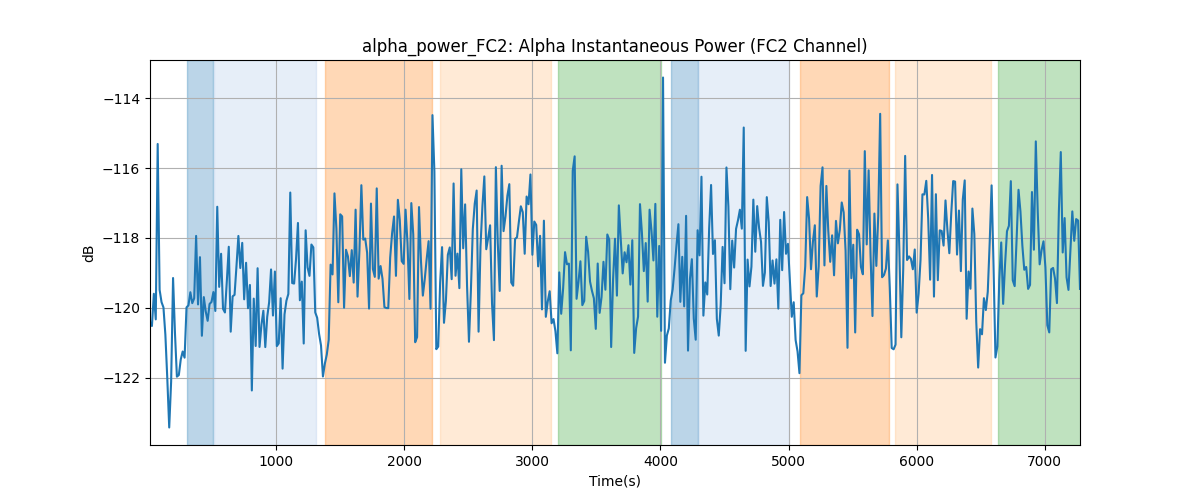 alpha_power_FC2: Alpha Instantaneous Power (FC2 Channel)
−114
−116
−118
−120
−122
dB
1000 2000 3000 4000 5000 6000 7000
Time(s)